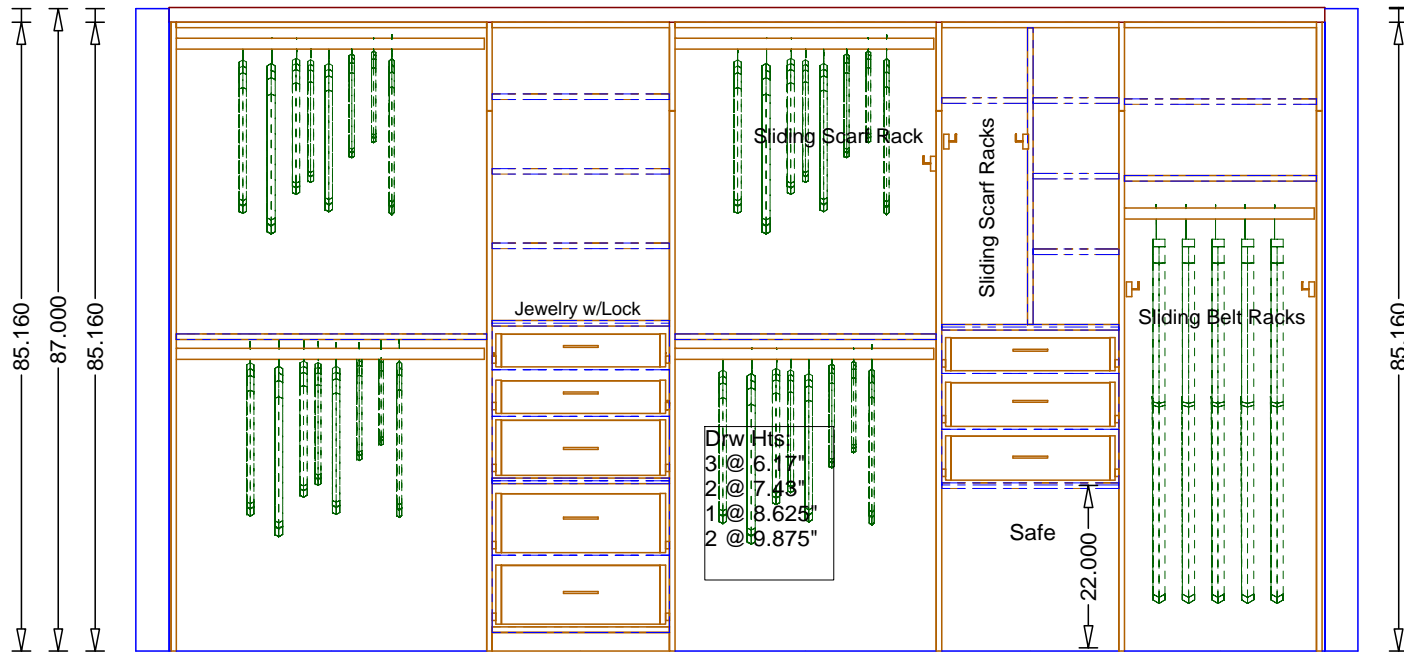 85.160
87.000
85.160
Sliding Scarf Rack
Sliding Scarf Racks
Jewelry w/Lock
Sliding Belt Racks
Drw Hts:
3 @ 6.17"
2 @ 7.43"
1 @ 8.625"
2 @ 9.875"
Safe
22.000
85.160